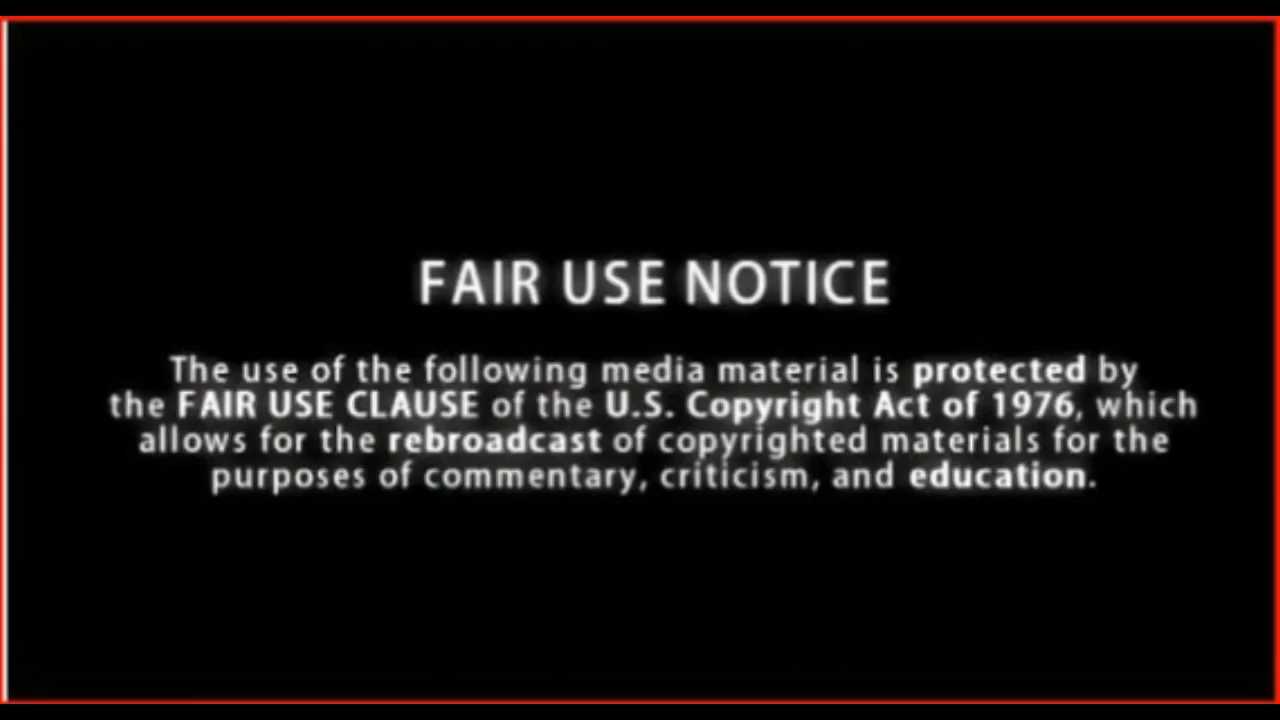 FAIR USE NOTICE
The use of the following media material is protected by
the FAIR USE CLAUSE of the U.S. Copyright Act of 1976, which
allows for the rebroadcast of copyrighted materials for the
purposes of commentary, criticism, and education.